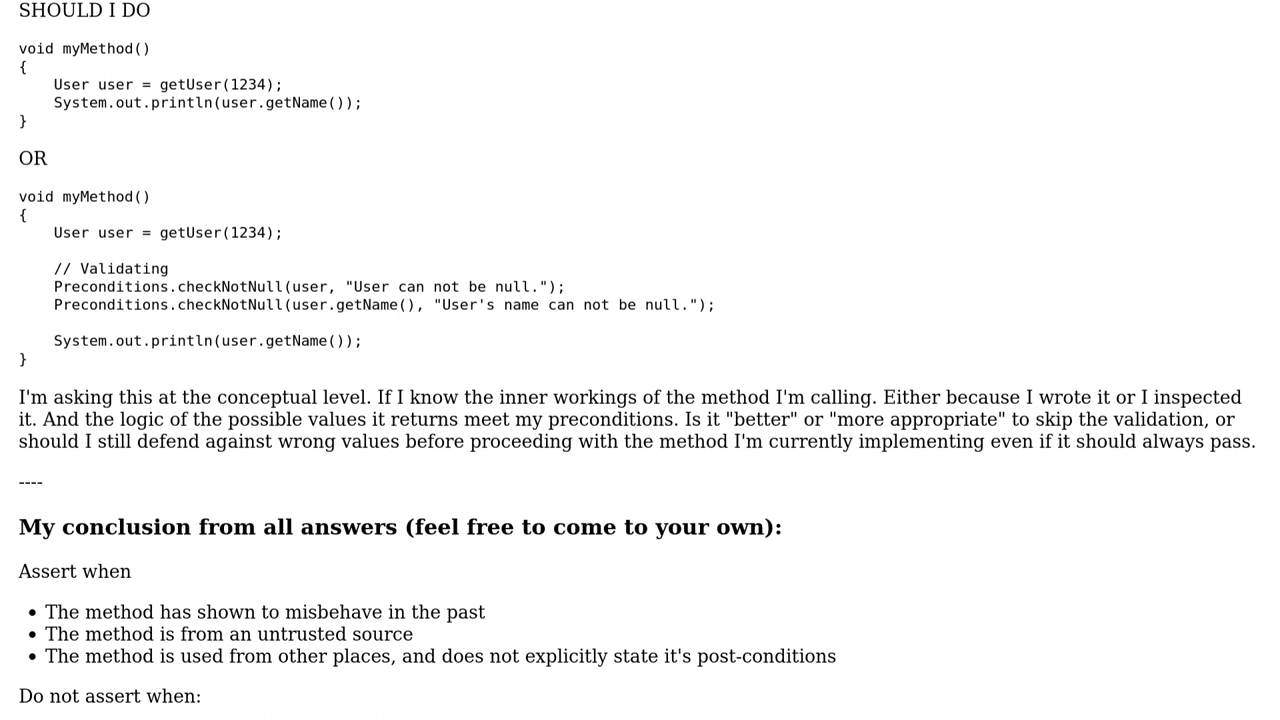 SHOULD I DO
void myMethod()
{
    User user = getUser(1234);
    System.out.println(user.getName());
}
OR
void myMethod()
{
    User user = getUser(1234);
    // Validating
    Preconditions.checkNotNull(user, "User can not be null.");
    Preconditions.checkNotNull(user.getName(), "User's name can not be null.");
    System.out.println(user.getName());
}
I'm asking this at the conceptual level. If I know the inner workings of the method I'm calling. Either because I wrote it or I inspected
it. And the logic of the possible values it returns meet my preconditions. Is it "better" or "more appropriate" to skip the validation, or
should I still defend against wrong values before proceeding with the method I'm currently implementing even if it should always pass.
----
My conclusion from all answers (feel free to come to your own):
Assert when
• The method has shown to misbehave in the past
• The method is from an untrusted source
• The method is used from other places, and does not explicitly state it's post-conditions
Do not assert when: